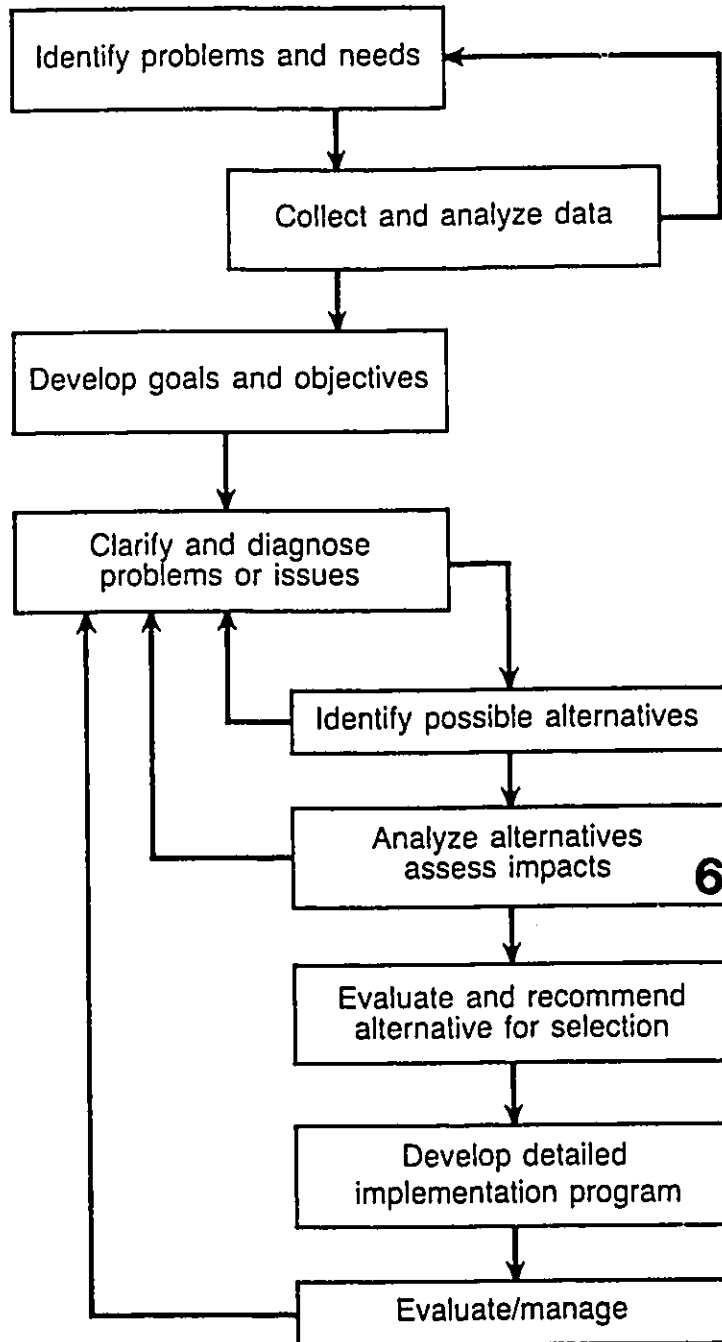 Identify problems and needs
Collect and analyze data
Develop goals and objectives
Clarify and diagnose
problems or issues
Identify possible alternatives
Analyze alternatives
assess impacts
6
Evaluate and recommend
alternative for selection
Develop detailed
implementation program
Evaluate/manage